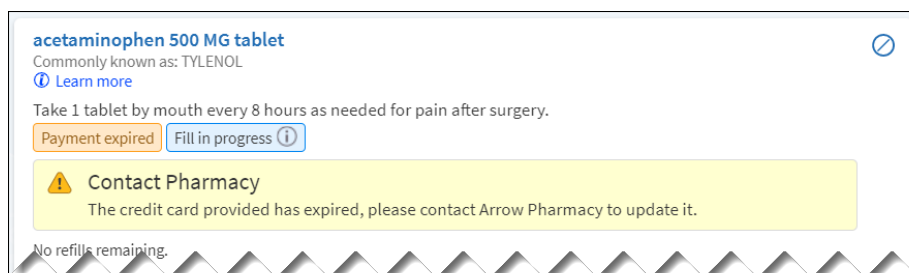 acetaminophen 500 MG tablet
Commonly known as: TYLENOL
Learn more
Take 1 tablet by mouth every 8 hours as needed for pain after surgery.
Payment expired Fill in progress
Contact Pharmacy
The credit card provided has expired, please contact Arrow Pharmacy to update it.
No refills remaining.